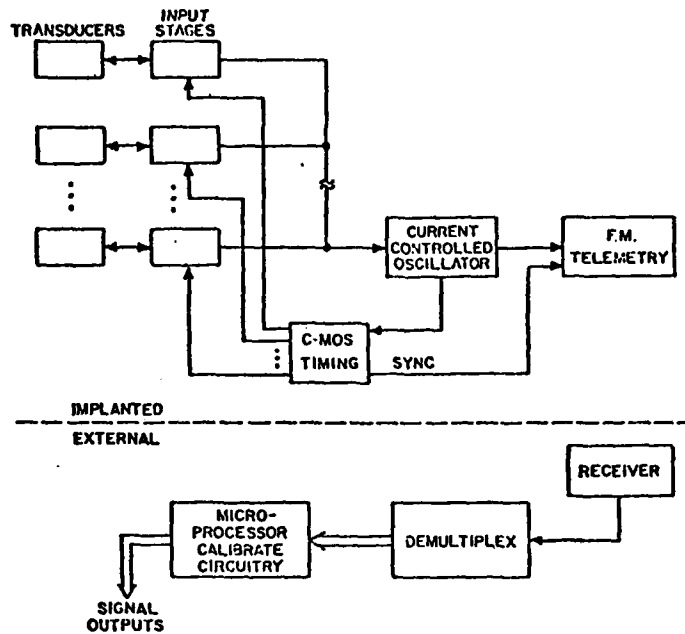 TRANSDUCERS
INPUT
STAGES
CURRENT
CONTROLLED
OSCILLATOR
F.M.
TELEMETRY
C-MOS
TIMING
SYNC
IMPLANTED
EXTERNAL
RECEIVER
MICRO-
PROCESSOR
CALIBRATE
CIRCUITRY
DEMULTIPLEX
SIGNAL
OUTPUTS